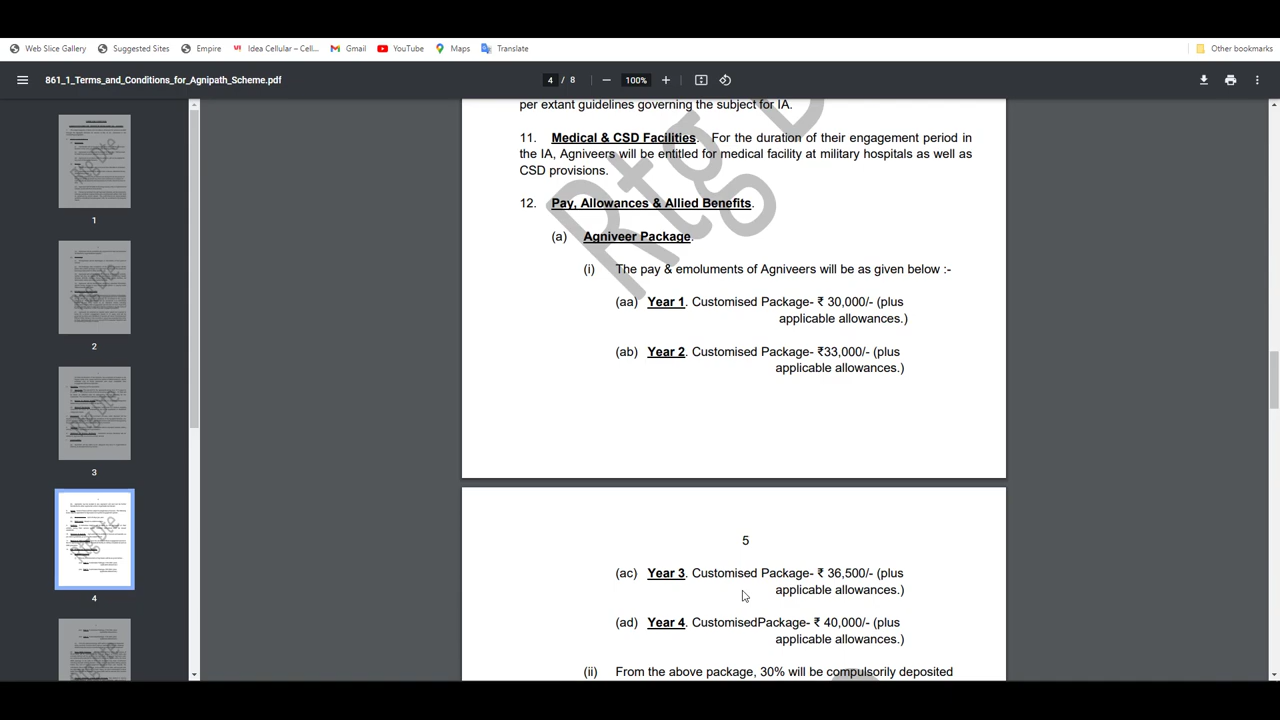 Web Slice Gallery Suggested Sites Empire Idea Cellular – Cell... Gmail YouTube Maps Translate Other bookmarks
861_1_Terms_and_Conditions_for_Agnipath_Scheme.pdf 4 / 8 100%
per extant guidelines governing the subject for IA.
11. Medical & CSD Facilities. For the duration of their engagement period in
the IA, Agniveers will be entitled for medical facility at military hospitals as well as
CSD provisions.
12. Pay, Allowances & Allied Benefits.
(a) Agniveer Package.
(i) The pay & emoluments of Agniveers will be as given below :-
(aa) Year 1. Customised Package- ₹ 30,000/- (plus
applicable allowances.)
(ab) Year 2. Customised Package- ₹33,000/- (plus
applicable allowances.)
5
(ac) Year 3. Customised Package- ₹ 36,500/- (plus
applicable allowances.)
(ad) Year 4. CustomisedPackage- ₹ 40,000/- (plus
applicable allowances.)
(ii) From the above package, 30% will be compulsorily deposited
Rtg
1
2
3
4